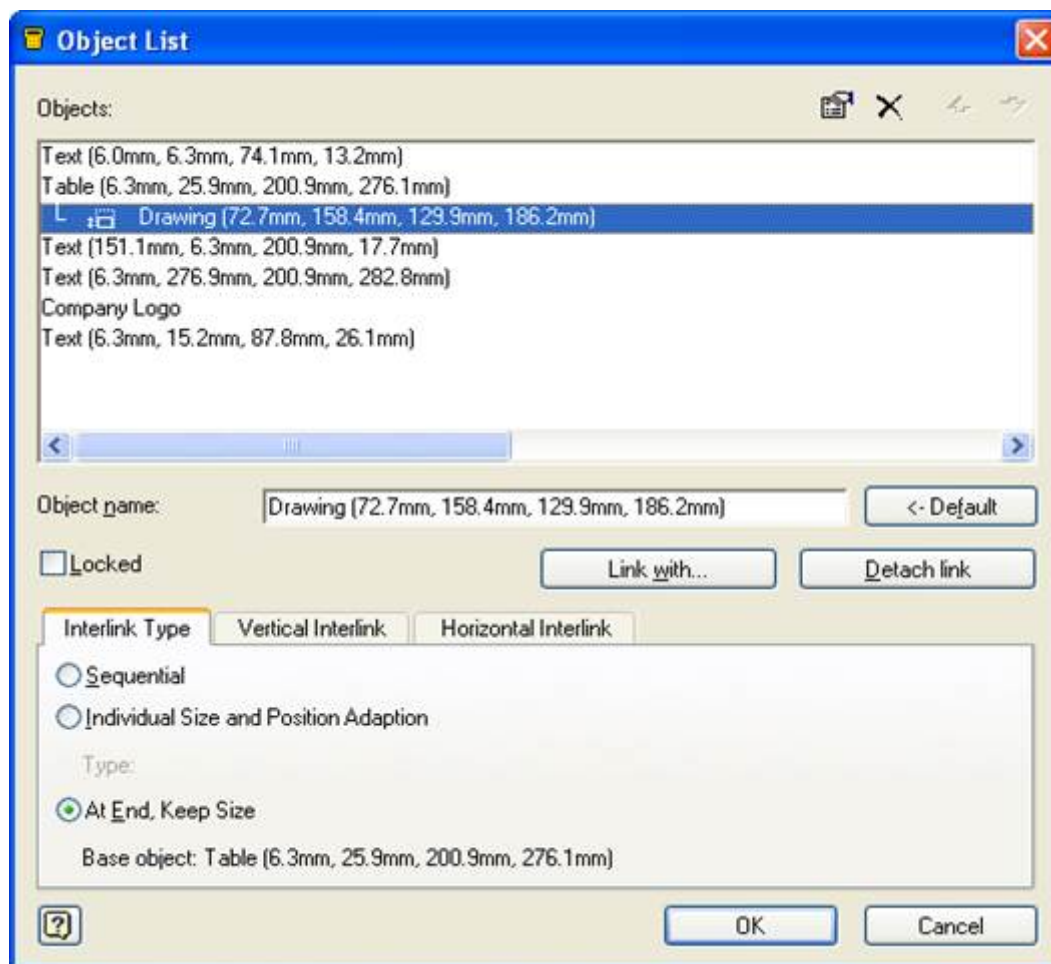 Object List
Objects:
Text (6.0mm, 6.3mm, 74.1mm, 13.2mm)
Table (6.3mm, 25.9mm, 200.9mm, 276.1mm)
Drawing (72.7mm, 158.4mm, 129.9mm, 186.2mm)
Text (151.1mm, 6.3mm, 200.9mm, 17.7mm)
Text (6.3mm, 276.9mm, 200.9mm, 282.8mm)
Company Logo
Text (6.3mm, 15.2mm, 87.8mm, 26.1mm)
Object name: Drawing (72.7mm, 158.4mm, 129.9mm, 186.2mm) <- Default
Locked Link with... Detach link
Interlink Type Vertical Interlink Horizontal Interlink
Sequential
Individual Size and Position Adaption
Type:
At End, Keep Size
Base object: Table (6.3mm, 25.9mm, 200.9mm, 276.1mm)
OK Cancel